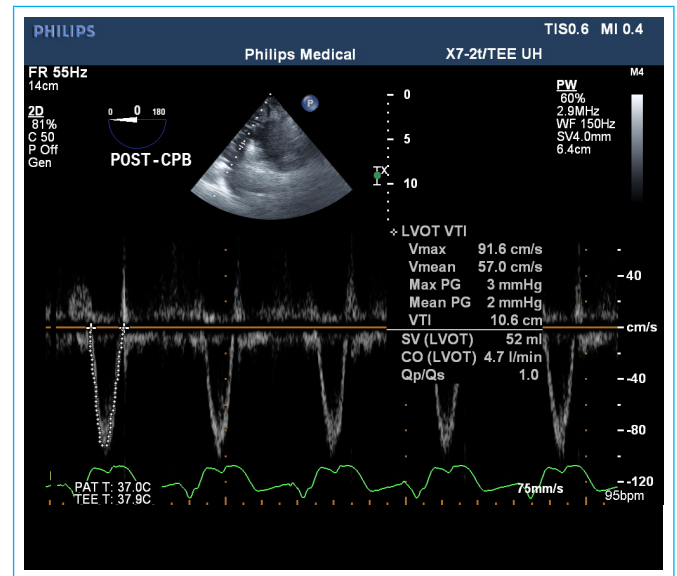 PHILIPS
TIS0.6 MI 0.4
Philips Medical
X7-2t/TEE UH
FR 55Hz
14cm
2D
81%
C 50
P Off
Gen
0 0 180
POST-CPB
P
0
5
10
X
M4
PW
60%
2.9MHz
WF 150Hz
SV4.0mm
6.4cm
LVOT VTI
Vmax 91.6 cm/s
Vmean 57.0 cm/s
Max PG 3 mmHg
Mean PG 2 mmHg
VTI 10.6 cm
SV (LVOT) 52 ml
CO (LVOT) 4.7 l/min
Qp/Qs 1.0
-40
cm/s
-40
-80
-120
PAT T: 37.0C
TEE T: 37.9C
75mm/s
95bpm